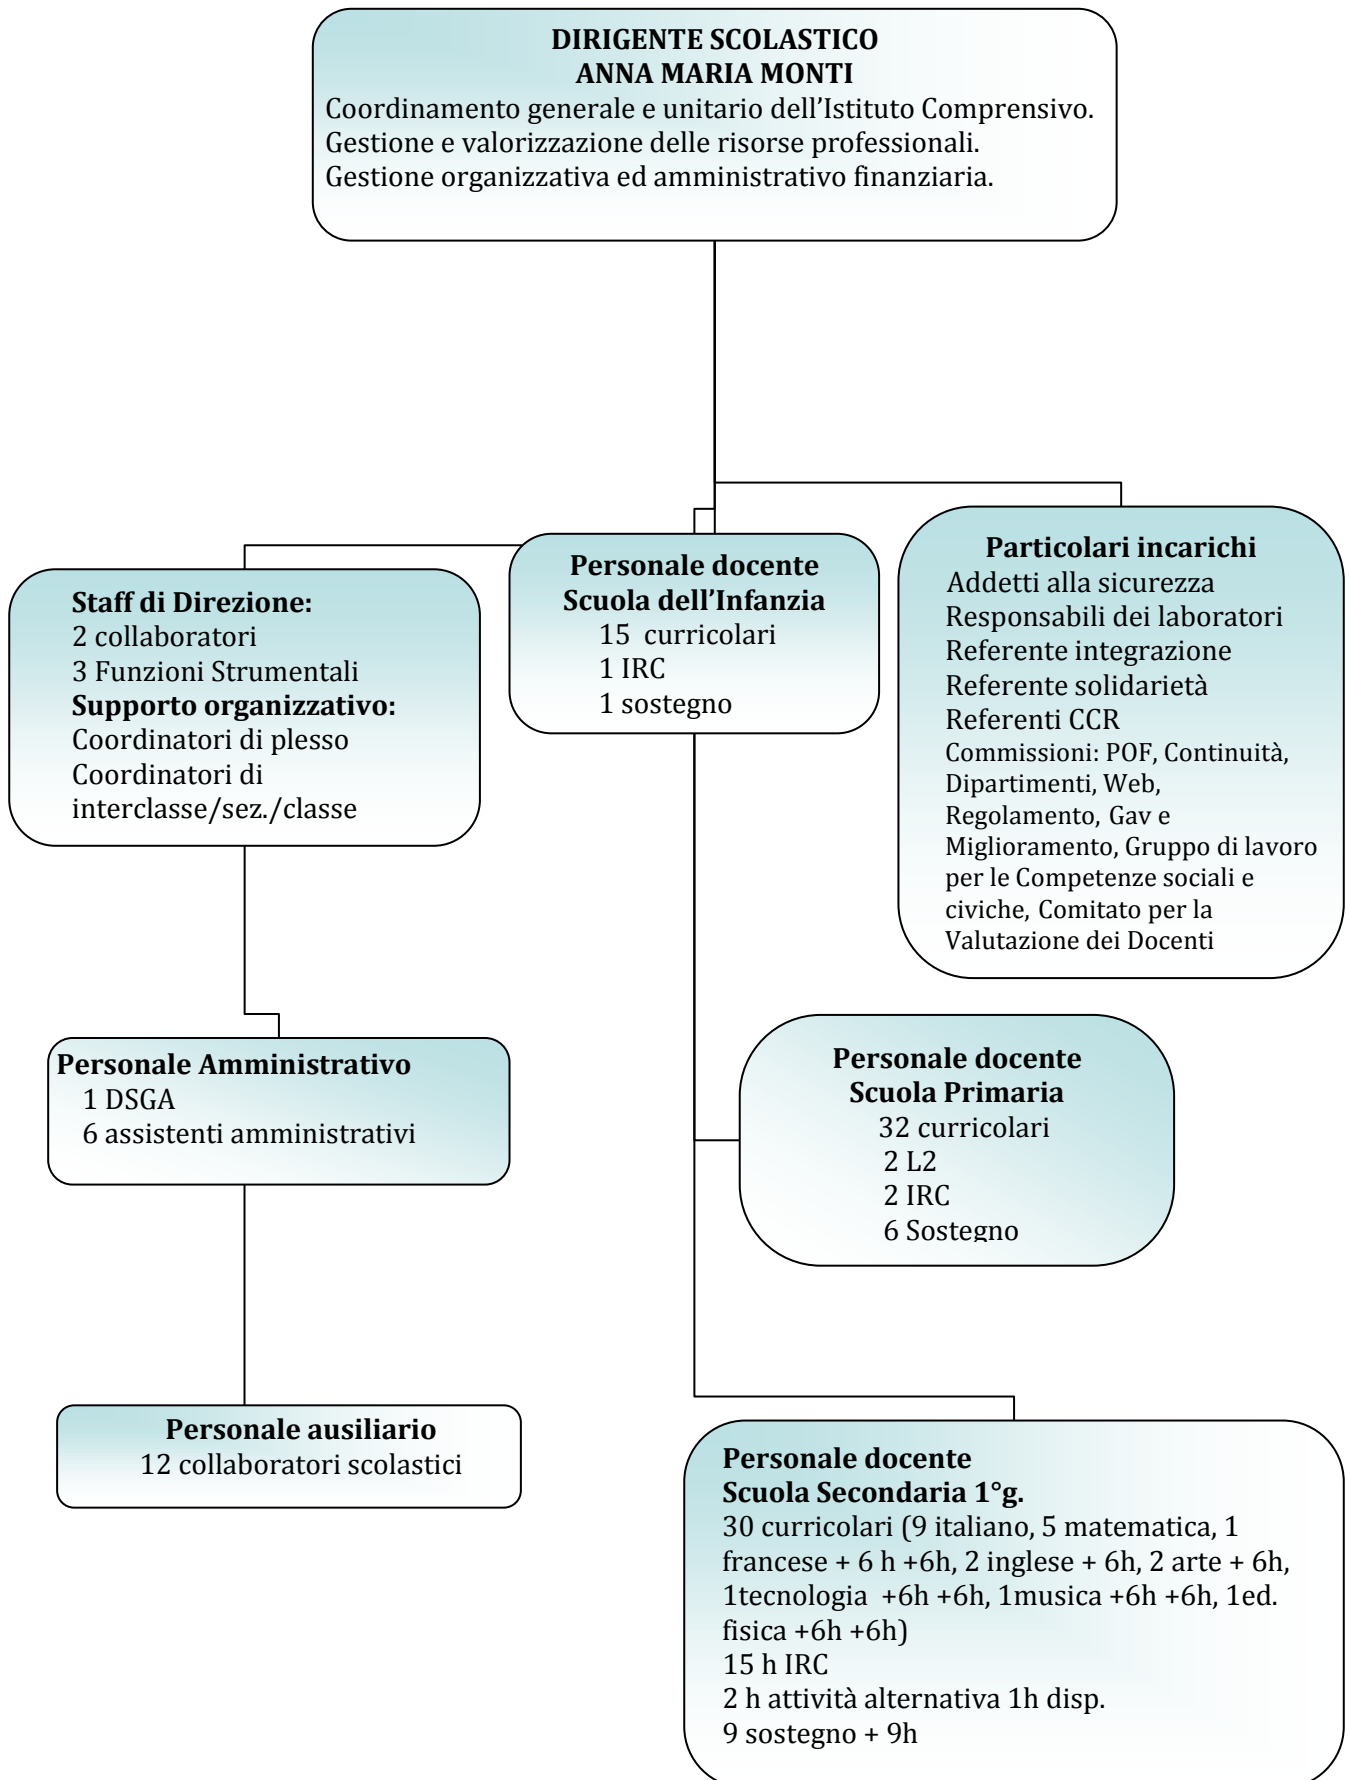 DIRIGENTE SCOLASTICO
ANNA MARIA MONTI
Coordinamento generale e unitario dell’Istituto Comprensivo.
Gestione e valorizzazione delle risorse professionali.
Gestione organizzativa ed amministrativo finanziaria.
Staff di Direzione:
2 collaboratori
3 Funzioni Strumentali
Supporto organizzativo:
Coordinatori di plesso
Coordinatori di
interclasse/sez./classe
Personale docente
Scuola dell’Infanzia
15 curricolari
1 IRC
1 sostegno
Particolari incarichi
Addetti alla sicurezza
Responsabili dei laboratori
Referente integrazione
Referente solidarietà
Referenti CCR
Commissioni: POF, Continuità,
Dipartimenti, Web,
Regolamento, Gav e
Miglioramento, Gruppo di lavoro
per le Competenze sociali e
civiche, Comitato per la
Valutazione dei Docenti
Personale Amministrativo
1 DSGA
6 assistenti amministrativi
Personale docente
Scuola Primaria
32 curricolari
2 L2
2 IRC
6 Sostegno
Personale ausiliario
12 collaboratori scolastici
Personale docente
Scuola Secondaria 1°g.
30 curricolari (9 italiano, 5 matematica, 1
francese + 6 h +6h, 2 inglese + 6h, 2 arte + 6h,
1tecnologia +6h +6h, 1musica +6h +6h, 1ed.
fisica +6h +6h)
15 h IRC
2 h attività alternativa 1h disp.
9 sostegno + 9h